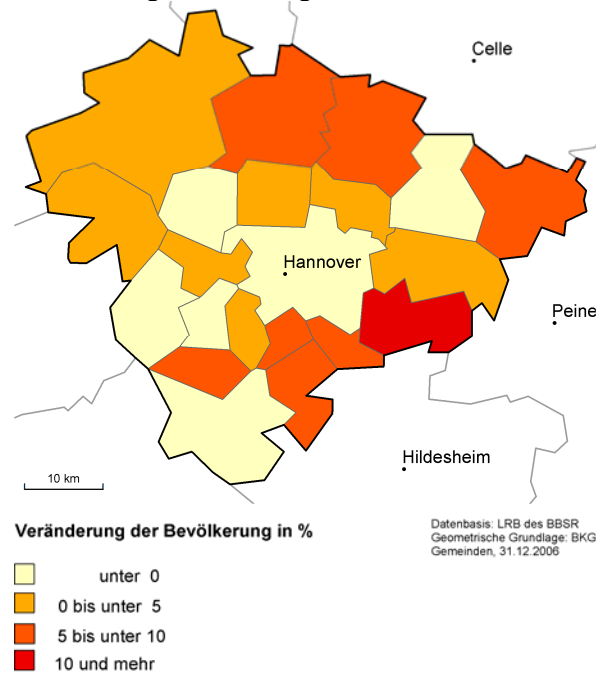 Celle
Hannover
Peine
Hildesheim
10 km
Veränderung der Bevölkerung in %
Datenbasis: LRB des BBSR
Geometrische Grundlage: BKG
Gemeinden, 31.12.2006
unter 0
0 bis unter 5
5 bis unter 10
10 und mehr